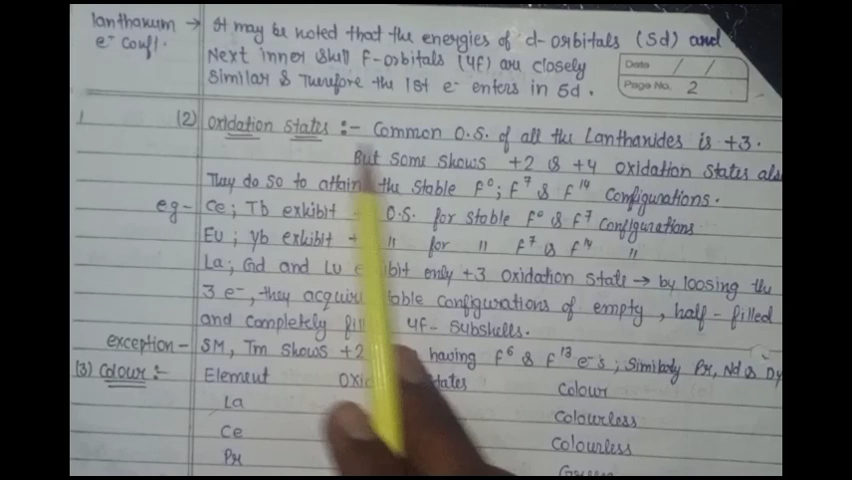 lanthanum → It may be noted that the energies of d-orbitals (5d) and
e⁻ confi. Next inner shell F-orbitals (4f) are closely
similar & Therefore the 1st e⁻ enters in 5d.
Date / /
Page No. 2
(2) Oxidation States :- Common O.S. of all the Lanthanides is +3.
But some shows +2 & +4 oxidation states als
They do so to attain the stable F⁰; F⁷ & F¹⁴ configurations.
eg- Ce; Tb exhibit O.S. for stable F⁰ & F⁷ configurations
Eu; Yb exhibit + " for " F⁷ & F¹⁴ "
La; Gd and Lu exhibit only +3 oxidation state → by loosing the
3 e⁻, they acquire stable configurations of empty, half-filled
and completely fil 4F-subshells.
exception- SM, Tm shows +2 having F⁶ & F¹³ e⁻s; similarly Pr, Nd & Dy
(3) Colour:- Element oxi tates Colour
La Colourless
Ce Colourless
Pr